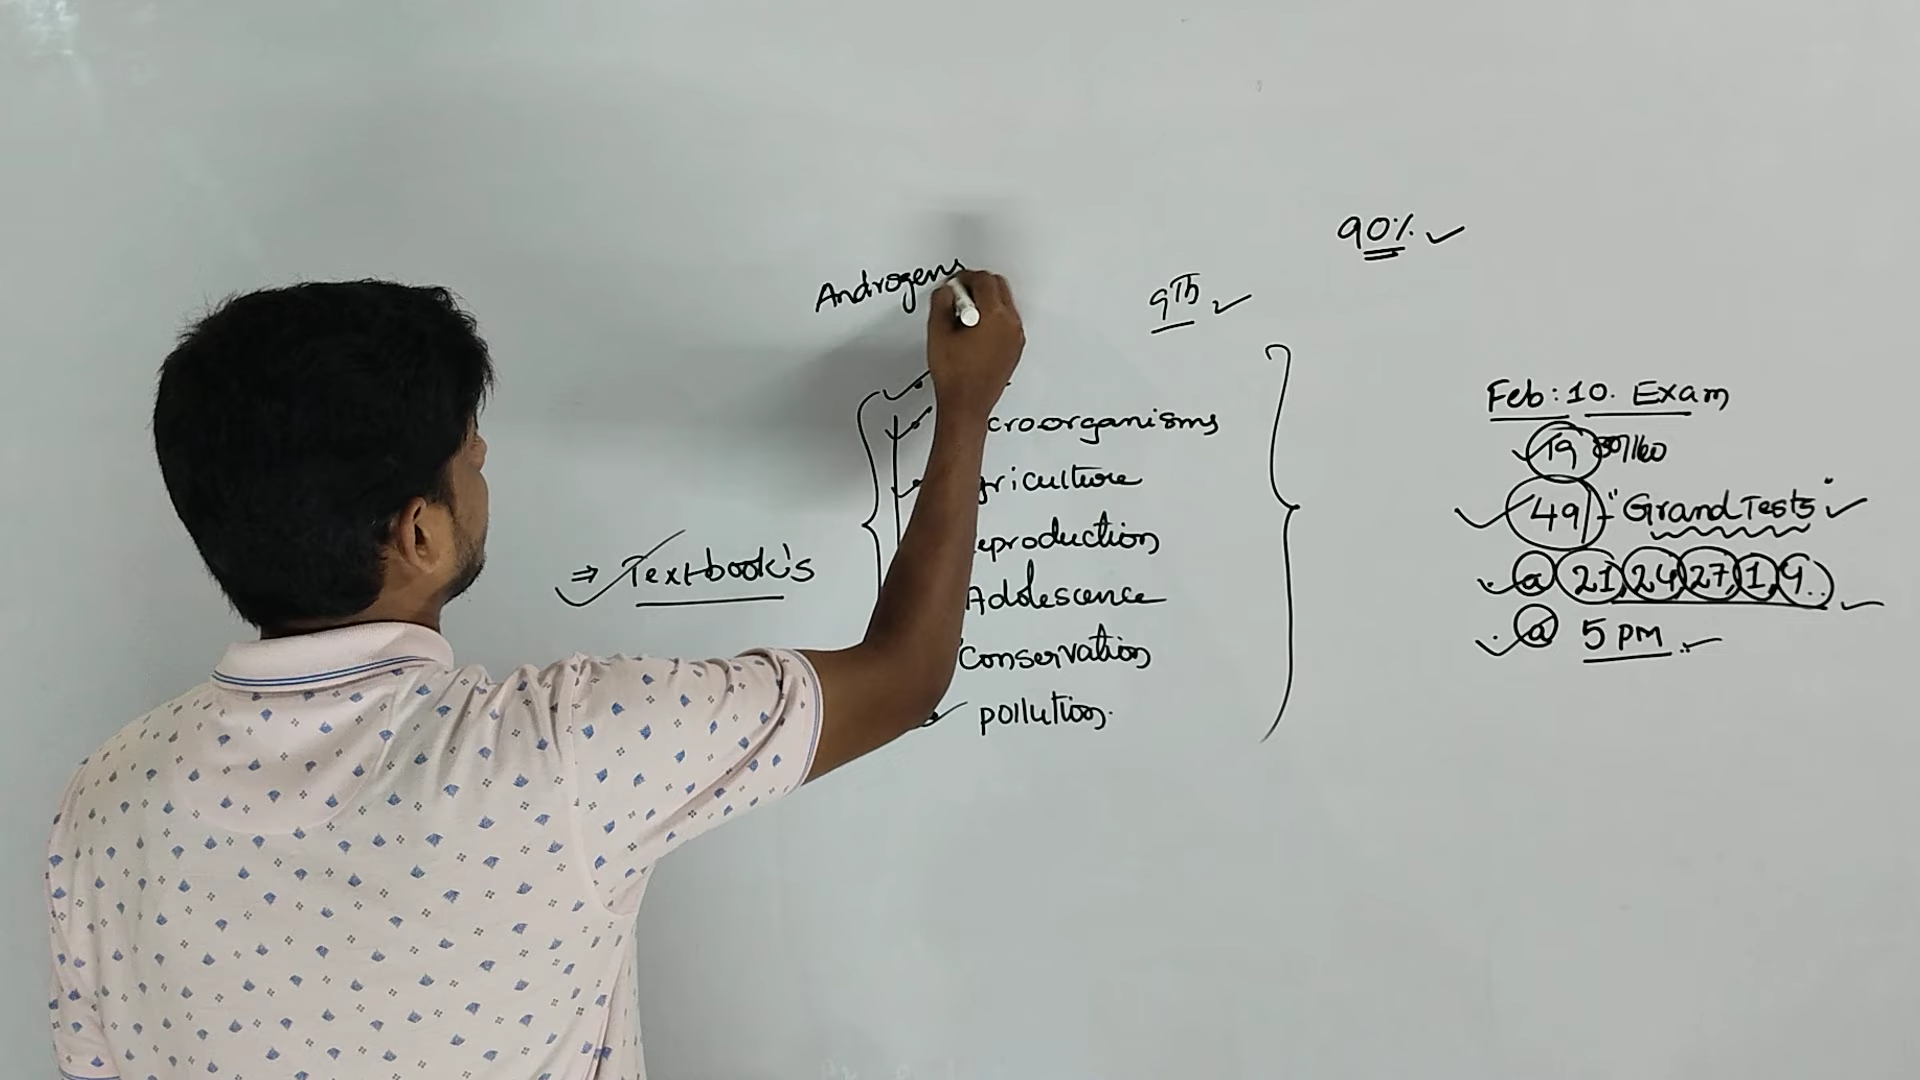 90%
Androgens
9Th
Feb: 10. Exam
croorganisms
19
griculture
49 - "Grand Tests"
eproduction
⇒ Textbook's
@ 21, 24, 27, 1, 9..
Adolescence
@ 5 PM
Conservation
pollution.